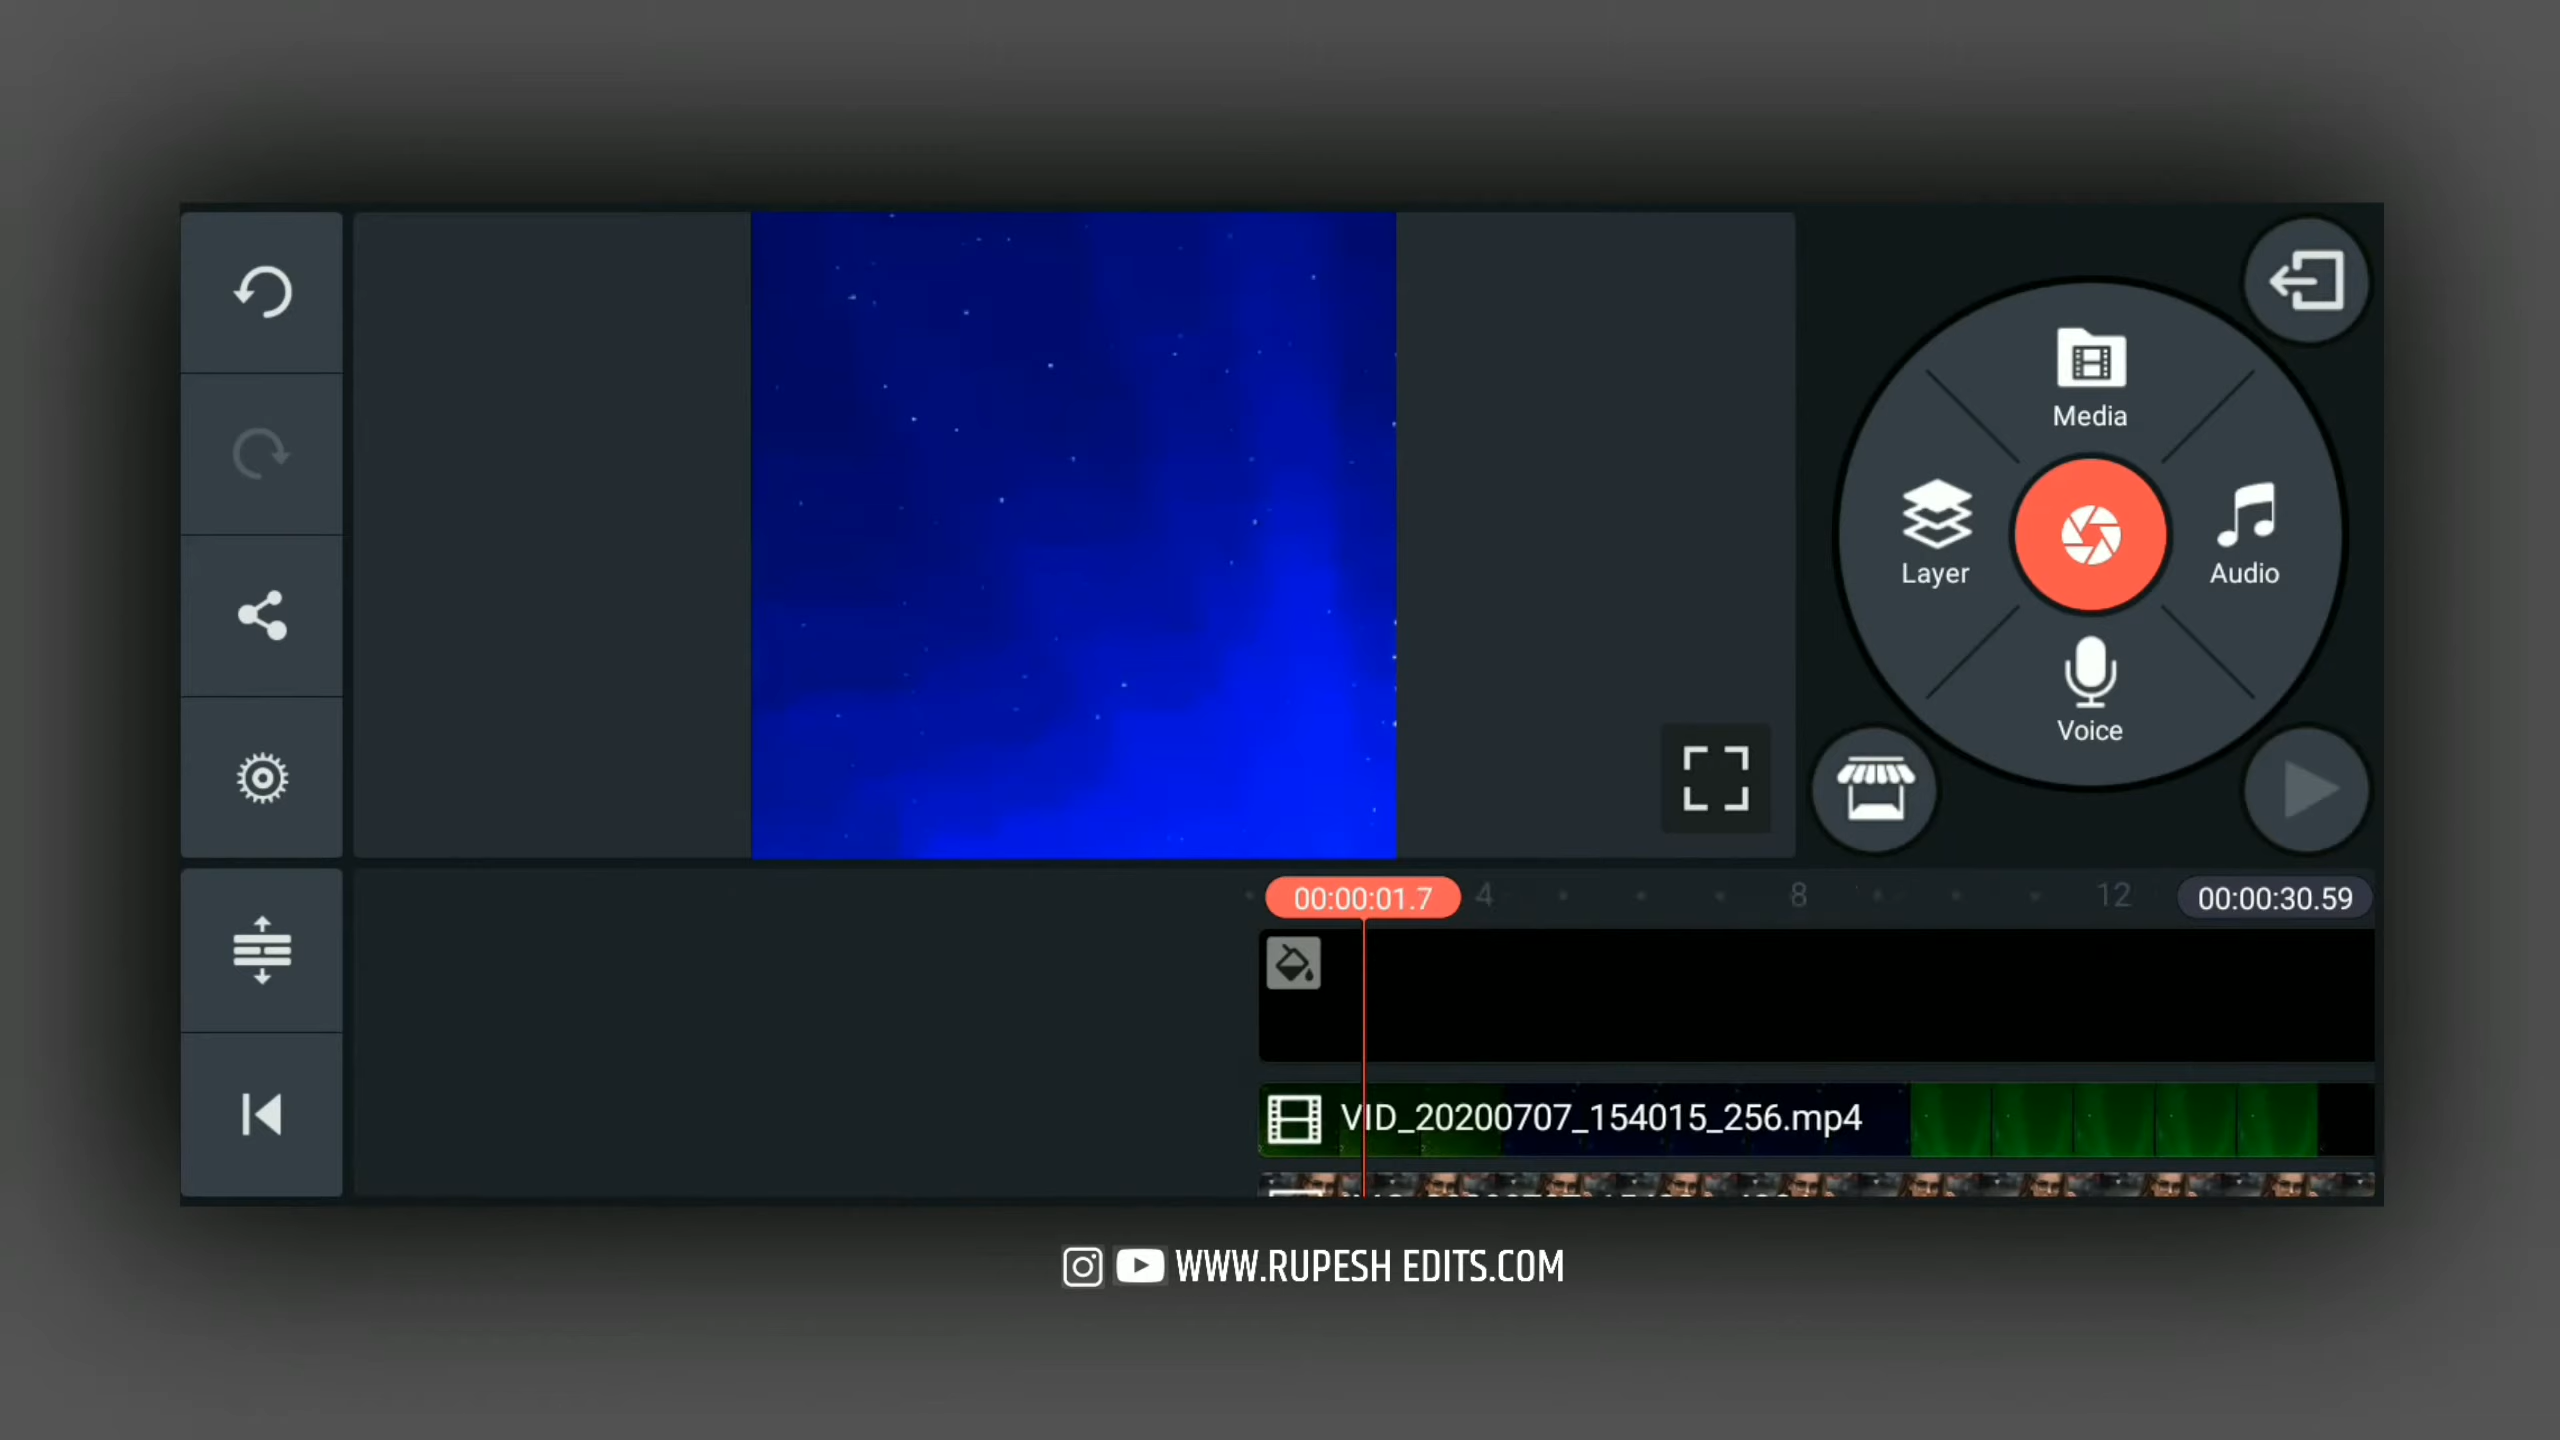 Media
Layer
Audio
Voice
00:00:01.7
4
8
12
00:00:30.59
VID_20200707_154015_256.mp4
WWW.RUPESH EDITS.COM